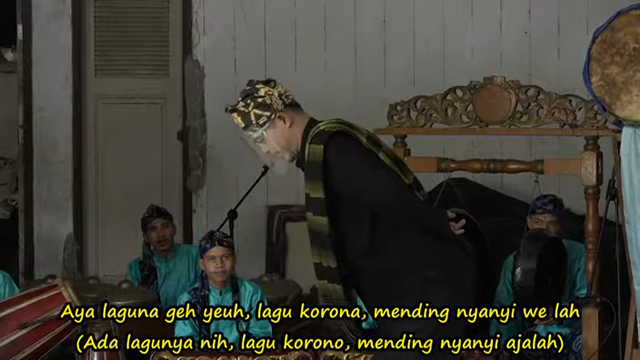 Aya laguna geh yeuh, lagu korona, mending nyanyi we lah
(Ada lagunya nih, lagu korono, mending nyanyi ajalah)